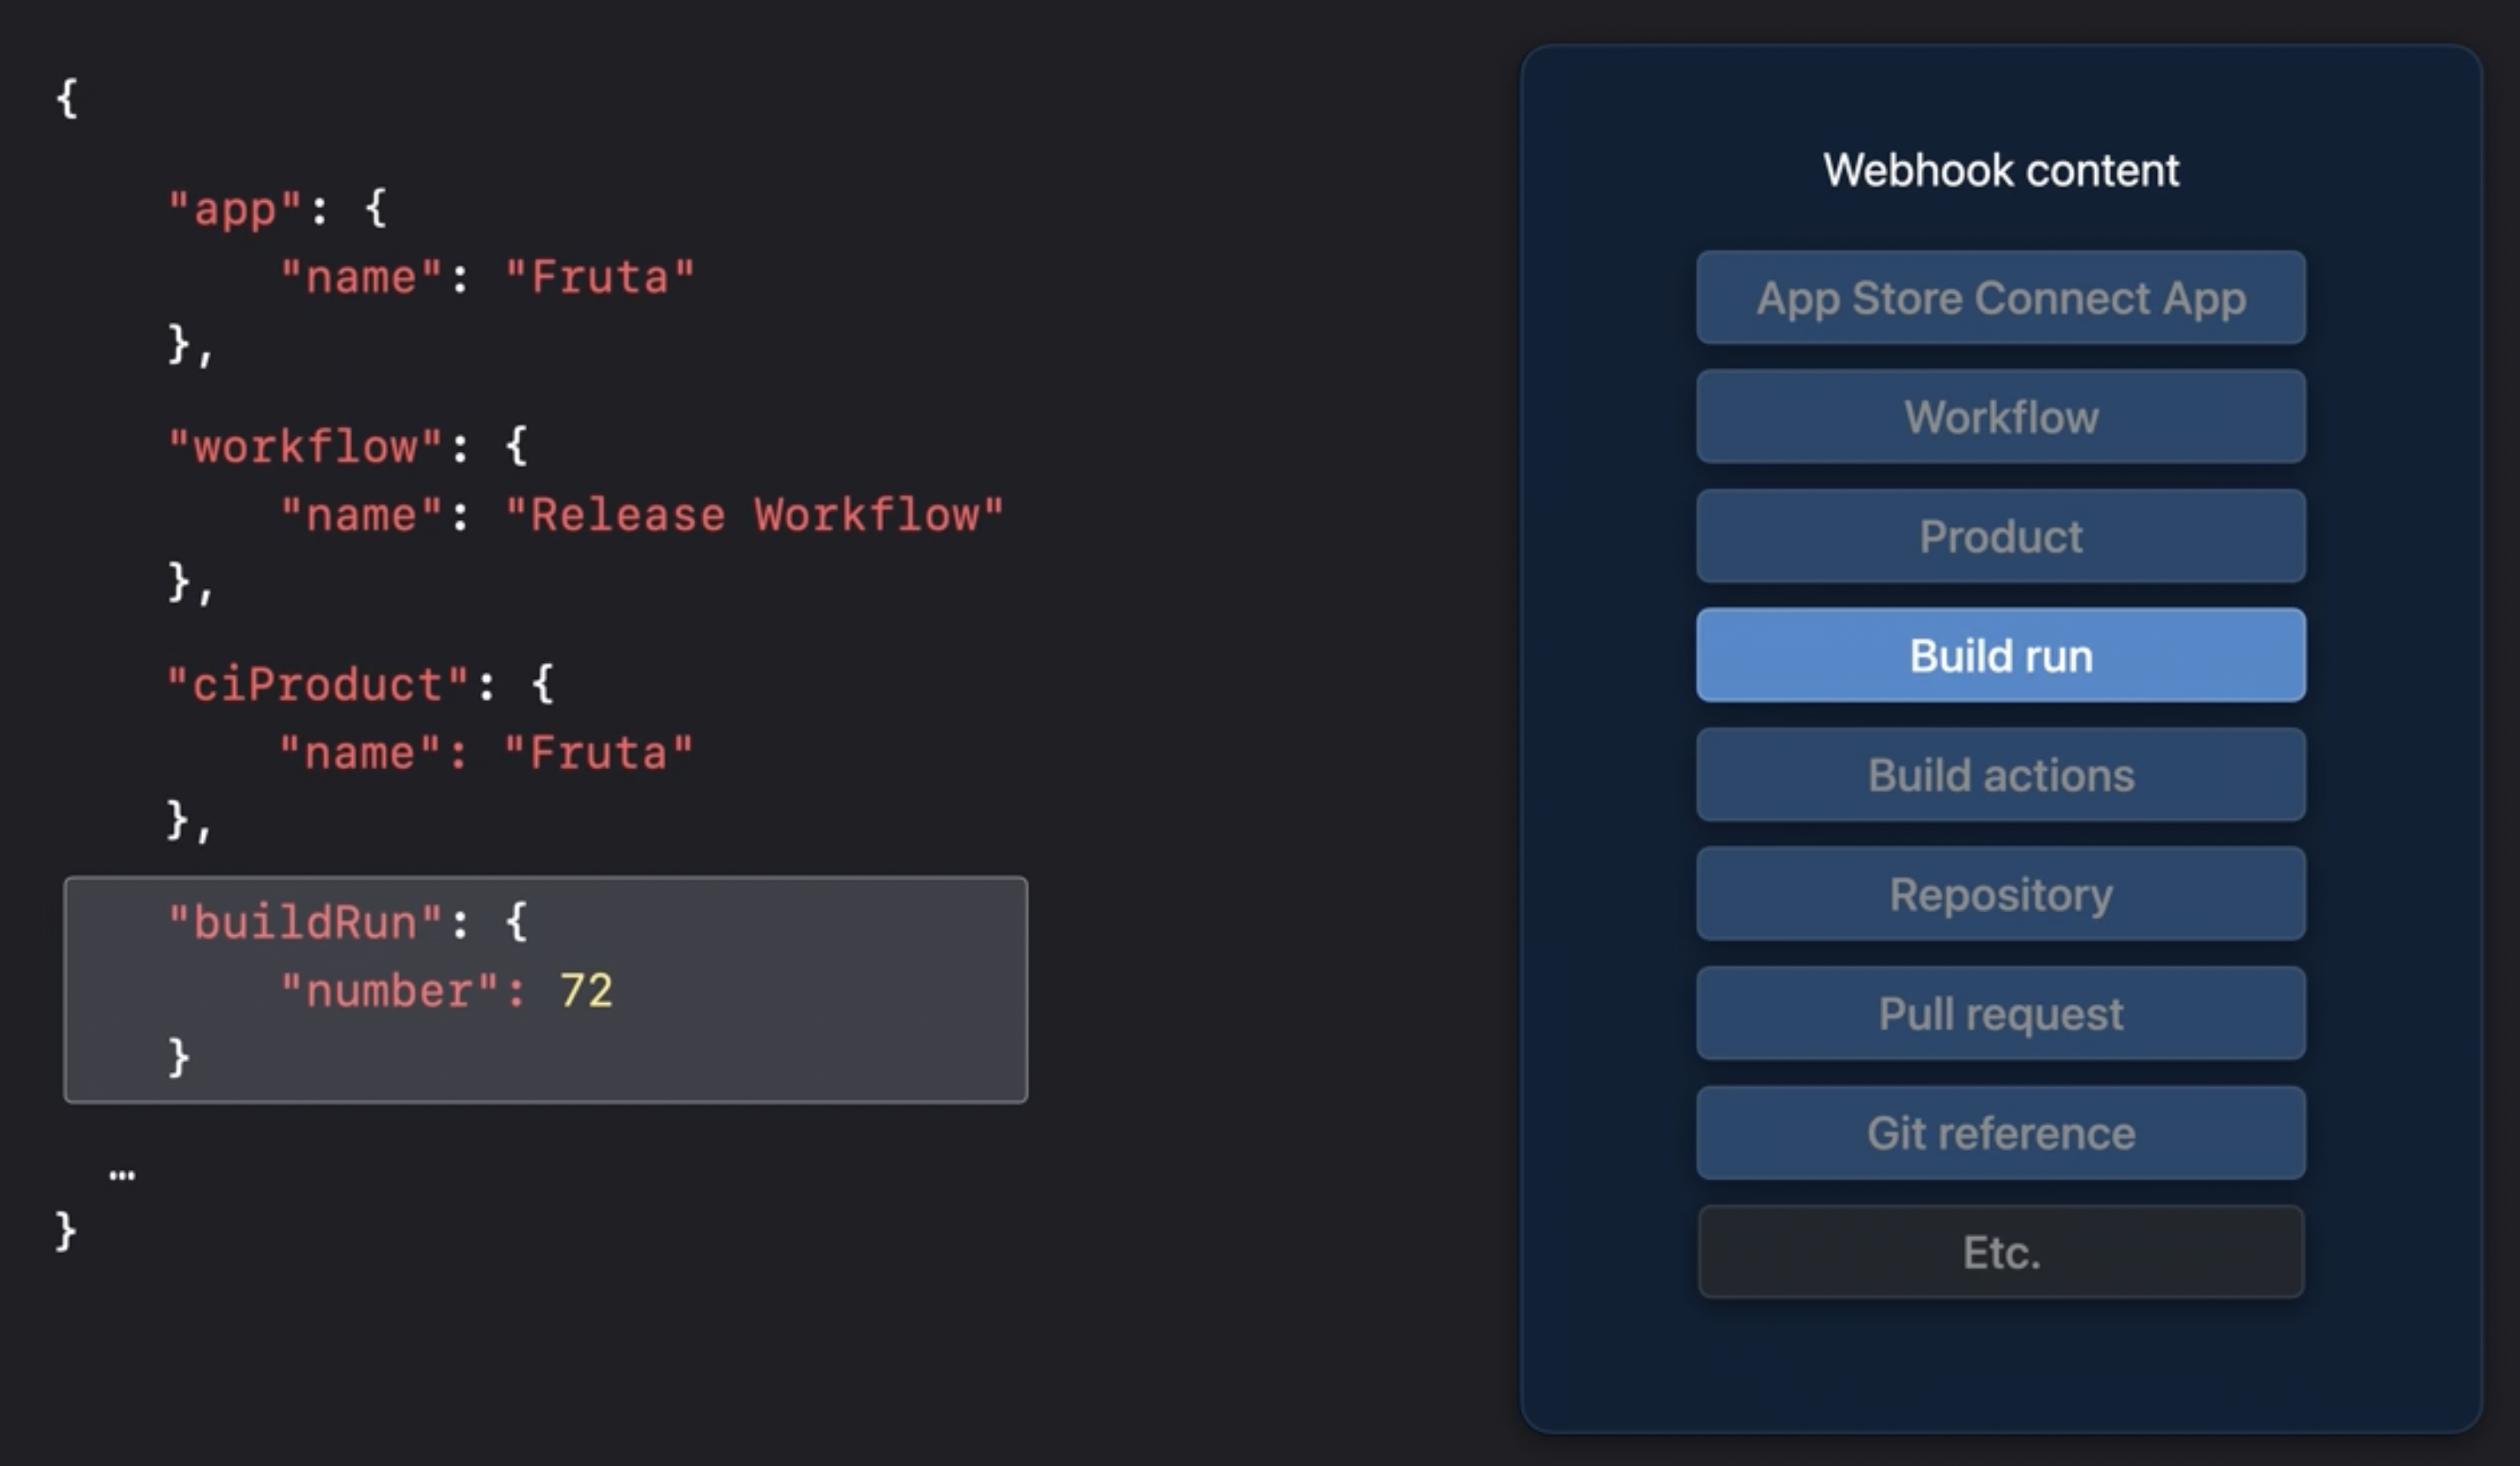 {
"app": {
"name": "Fruta"
},
"workflow": {
"name": "Release Workflow"
},
"ciProduct": {
"name": "Fruta"
},
"buildRun": {
"number": 72
}
…
}
Webhook content
App Store Connect App
Workflow
Product
Build run
Build actions
Repository
Pull request
Git reference
Etc.